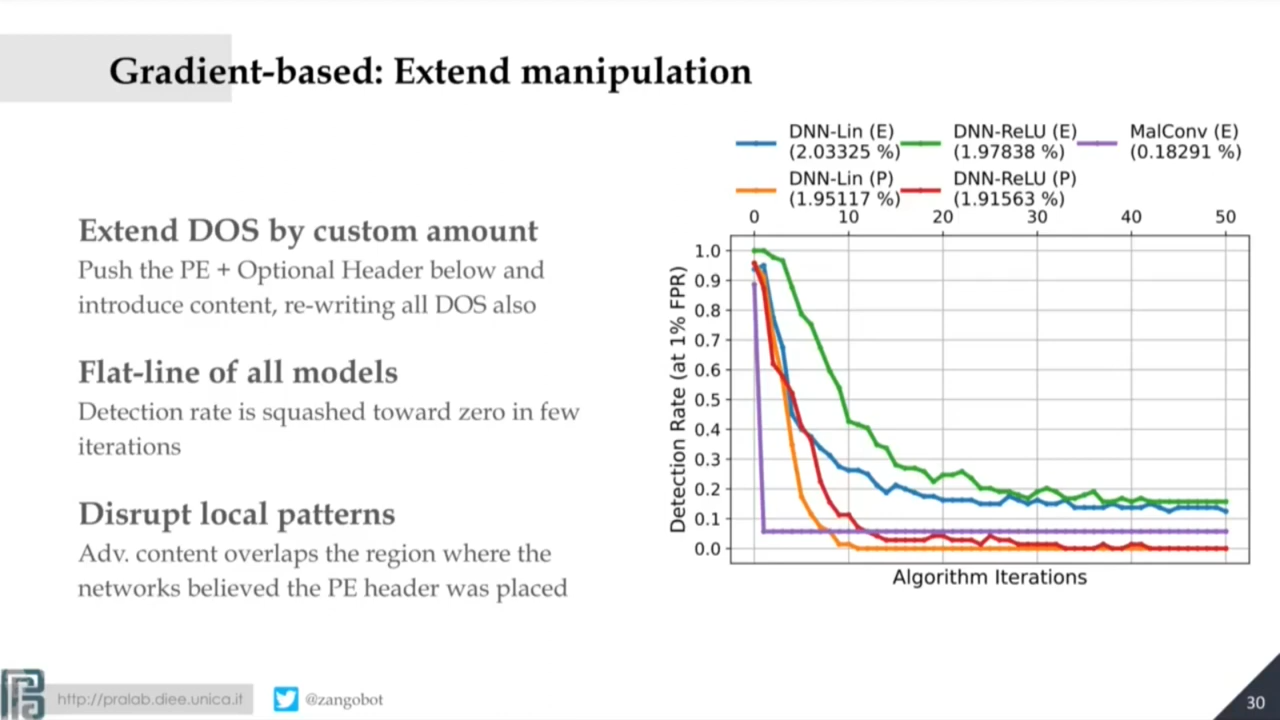 Gradient-based: Extend manipulation
Extend DOS by custom amount
Push the PE + Optional Header below and
introduce content, re-writing all DOS also
Flat-line of all models
Detection rate is squashed toward zero in few
iterations
Disrupt local patterns
Adv. content overlaps the region where the
networks believed the PE header was placed
DNN-Lin (E)
(2.03325 %)
DNN-ReLU (E)
(1.97838 %)
MalConv (E)
(0.18291 %)
DNN-Lin (P)
(1.95117 %)
DNN-ReLU (P)
(1.91563 %)
0 10 20 30 40 50
1.0
0.9
0.8
0.7
0.6
0.5
0.4
0.3
0.2
0.1
0.0
Detection Rate (at 1% FPR)
Algorithm Iterations
http://pralab.diee.unica.it
@zangobot
30